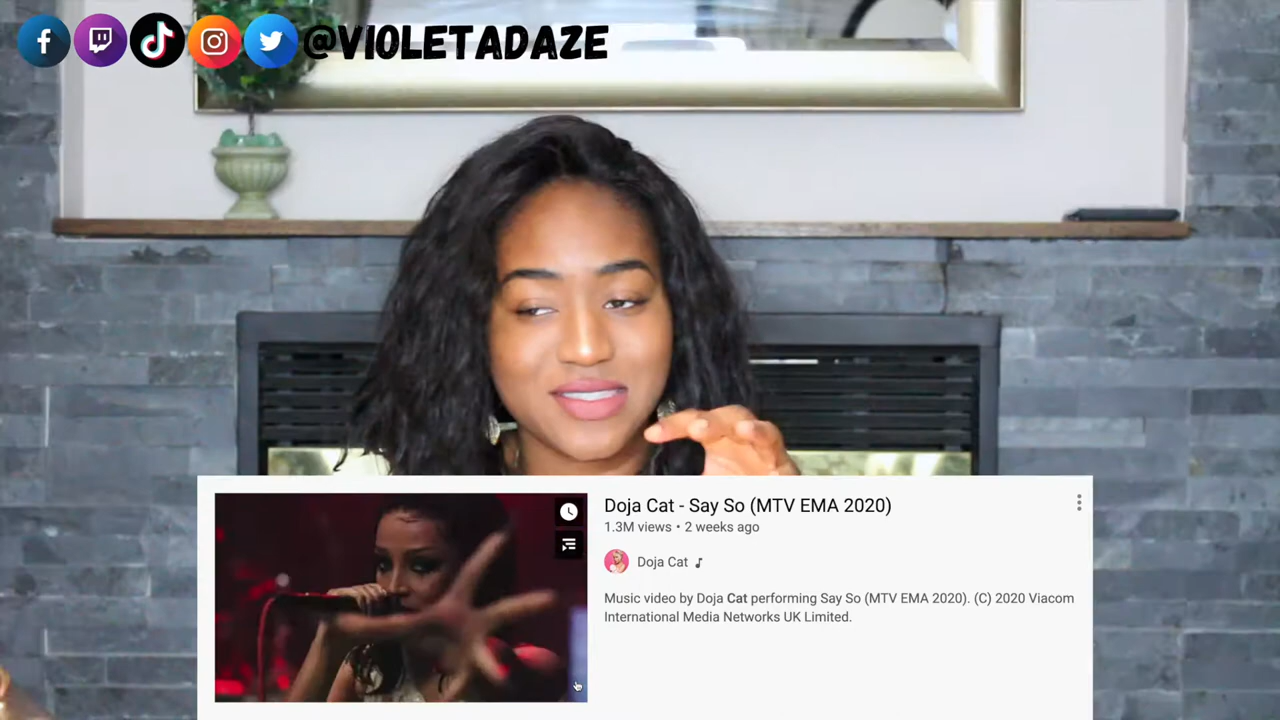 @VIOLETADAZE
Doja Cat - Say So (MTV EMA 2020)
1.3M views • 2 weeks ago
Doja Cat ♪
Music video by Doja Cat performing Say So (MTV EMA 2020). (C) 2020 Viacom
International Media Networks UK Limited.